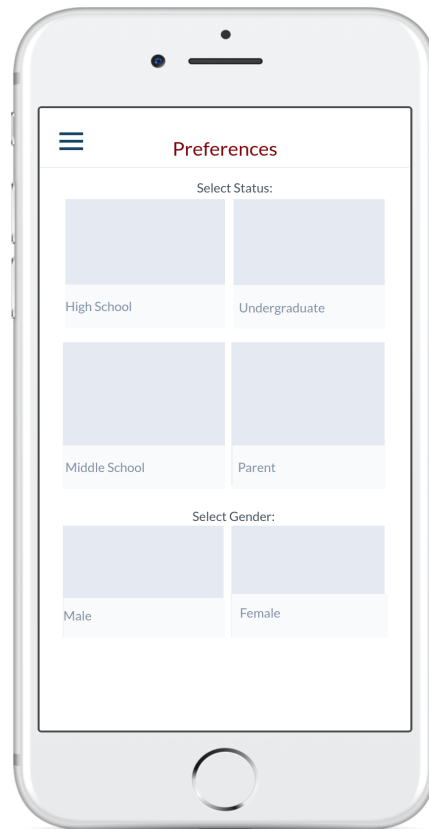 Preferences
Select Status:
High School
Undergraduate
Middle School
Parent
Select Gender:
Male
Female